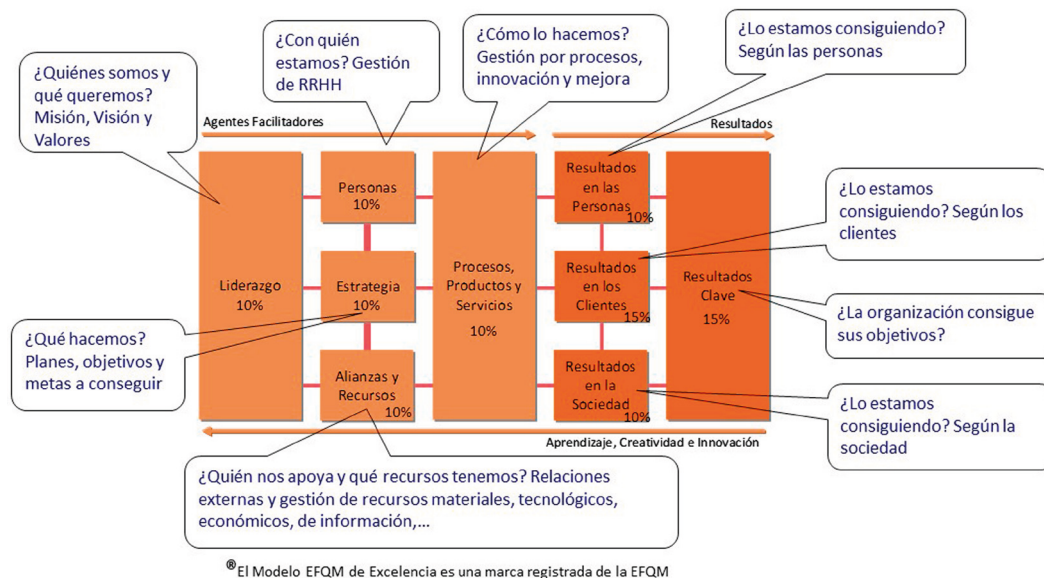 ¿Quiénes somos y
qué queremos?
Misión, Visión y
Valores
¿Con quién
estamos? Gestión
de RRHH
¿Cómo lo hacemos?
Gestión por procesos,
innovación y mejora
¿Lo estamos consiguiendo?
Según las personas
Agentes Facilitadores
Resultados
Liderazgo
10%
Personas
10%
Estrategia
10%
Alianzas y
Recursos
10%
Procesos,
Productos y
Servicios
10%
Resultados
en las
Personas
10%
Resultados
en los
Clientes
15%
Resultados
en la
Sociedad
10%
Resultados
Clave
15%
¿Lo estamos
consiguiendo? Según los
clientes
¿La organización consigue
sus objetivos?
¿Lo estamos
consiguiendo? Según la
sociedad
¿Qué hacemos?
Planes, objetivos y
metas a conseguir
Aprendizaje, Creatividad e Innovación
¿Quién nos apoya y qué recursos tenemos? Relaciones
externas y gestión de recursos materiales, tecnológicos,
económicos, de información,...
®El Modelo EFQM de Excelencia es una marca registrada de la EFQM